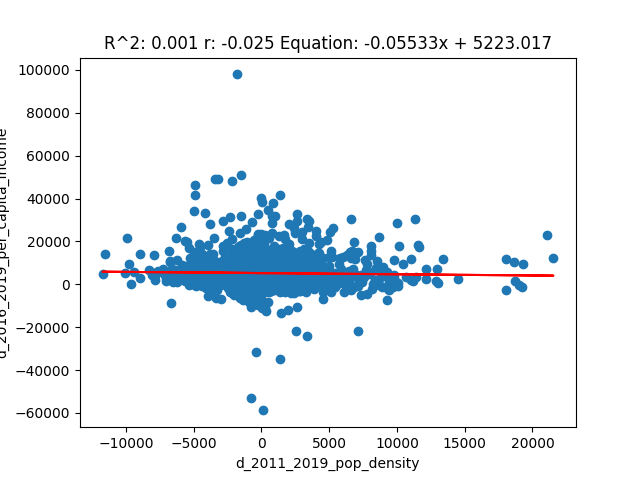 R^2: 0.001 r: -0.025 Equation: -0.05533x + 5223.017
100000
80000
60000
40000
20000
0
−20000
−40000
−60000
d_2016_2019_per_capita_income
−10000 −5000 0 5000 10000 15000 20000
d_2011_2019_pop_density